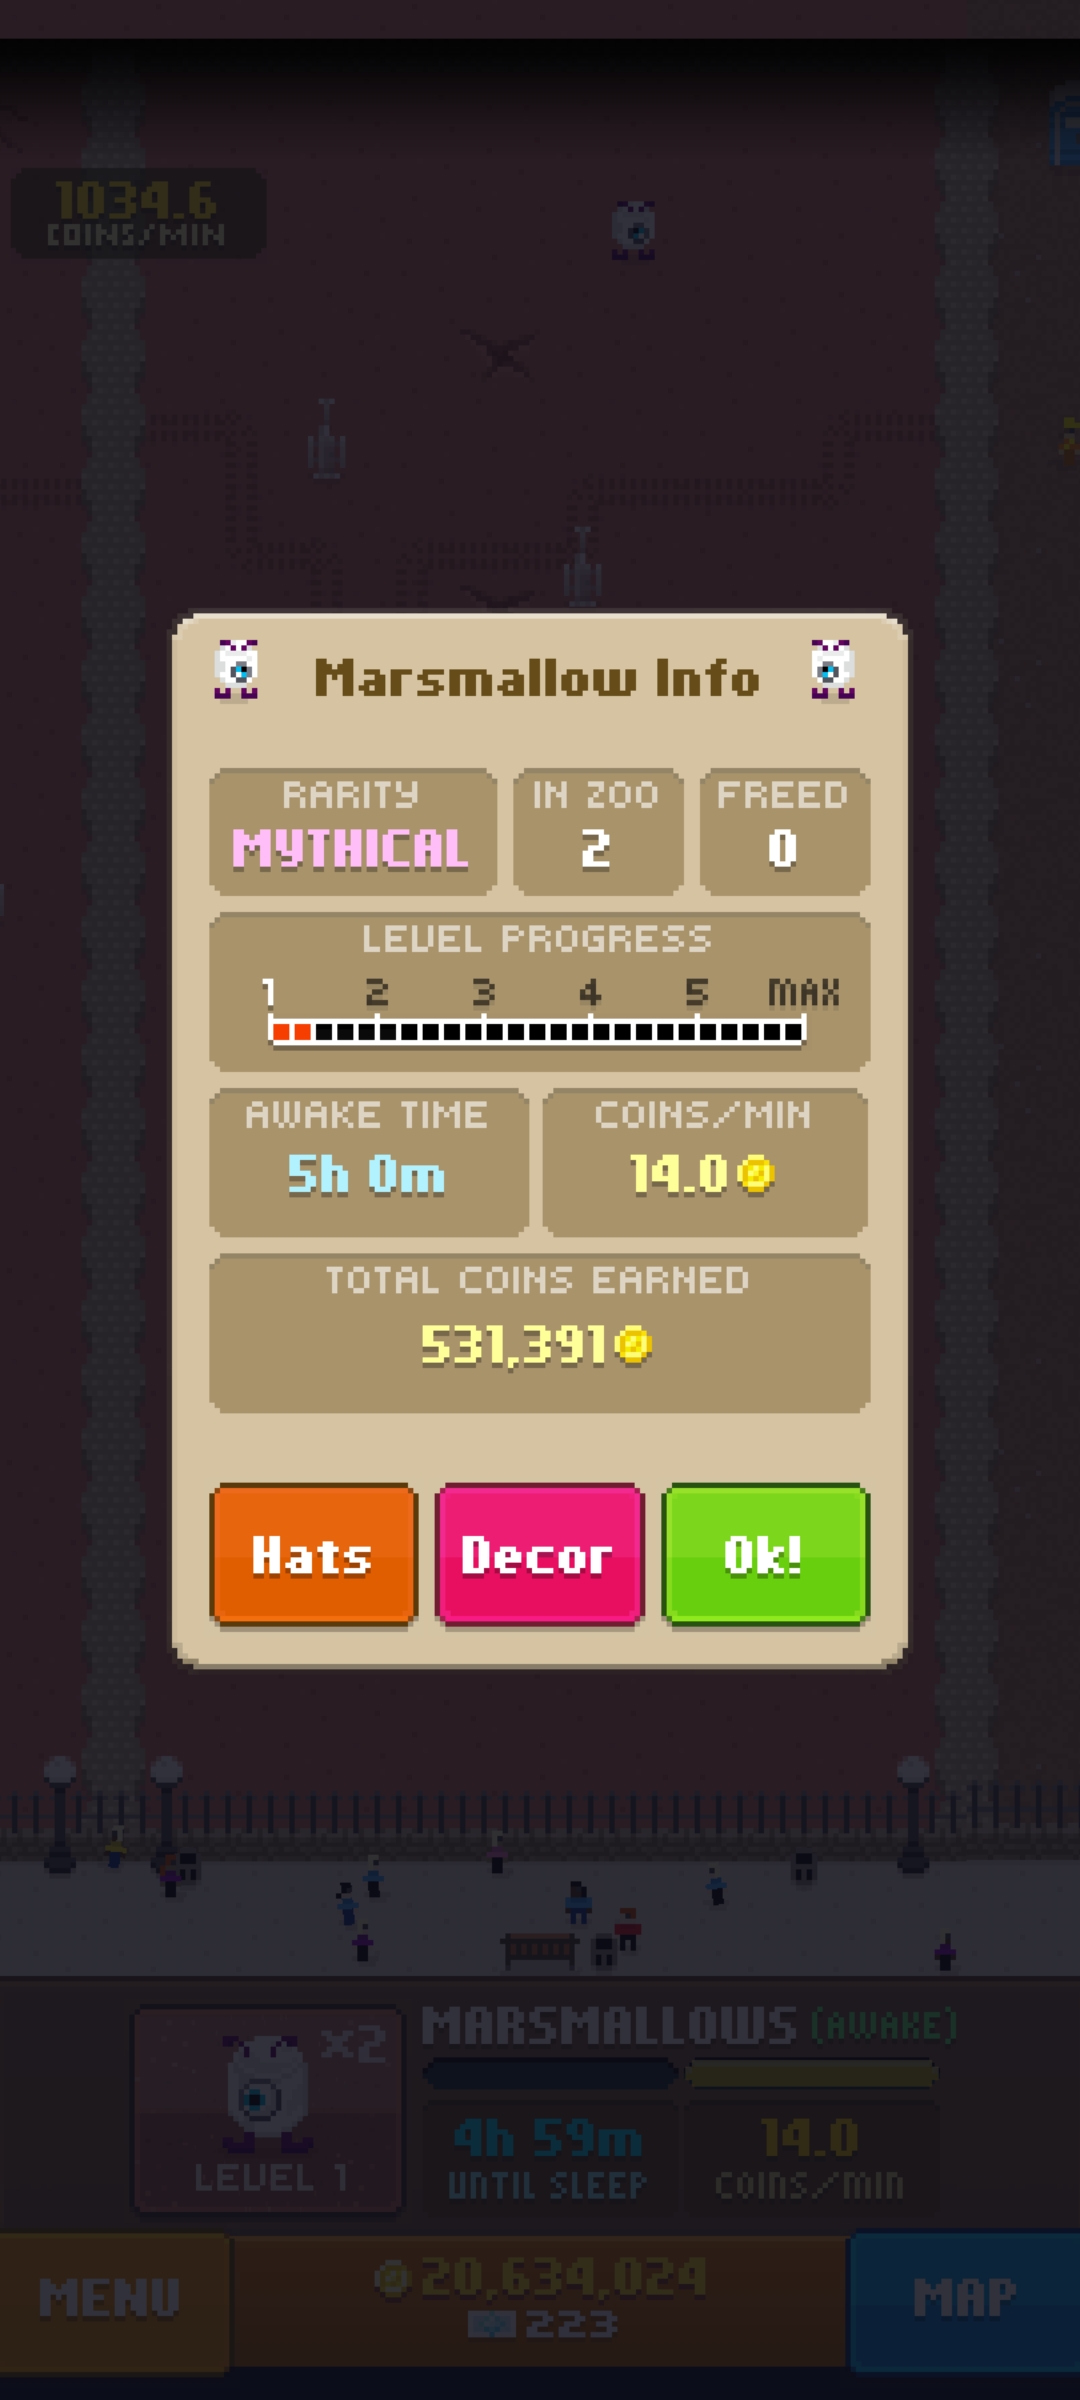 1034.6
COINS/MIN
Marsmallow Info
RARITY IN ZOO FREED
MYTHICAL 2 0
LEVEL PROGRESS
1 2 3 4 5 MAX
AWAKE TIME COINS/MIN
5h 0m 14.0
TOTAL COINS EARNED
531,391
Hats Decor Ok!
x2 MARSMALLOWS (AWAKE)
4h 59m 14.0
LEVEL 1 UNTIL SLEEP COINS/MIN
MENU 20,634,024 MAP
223